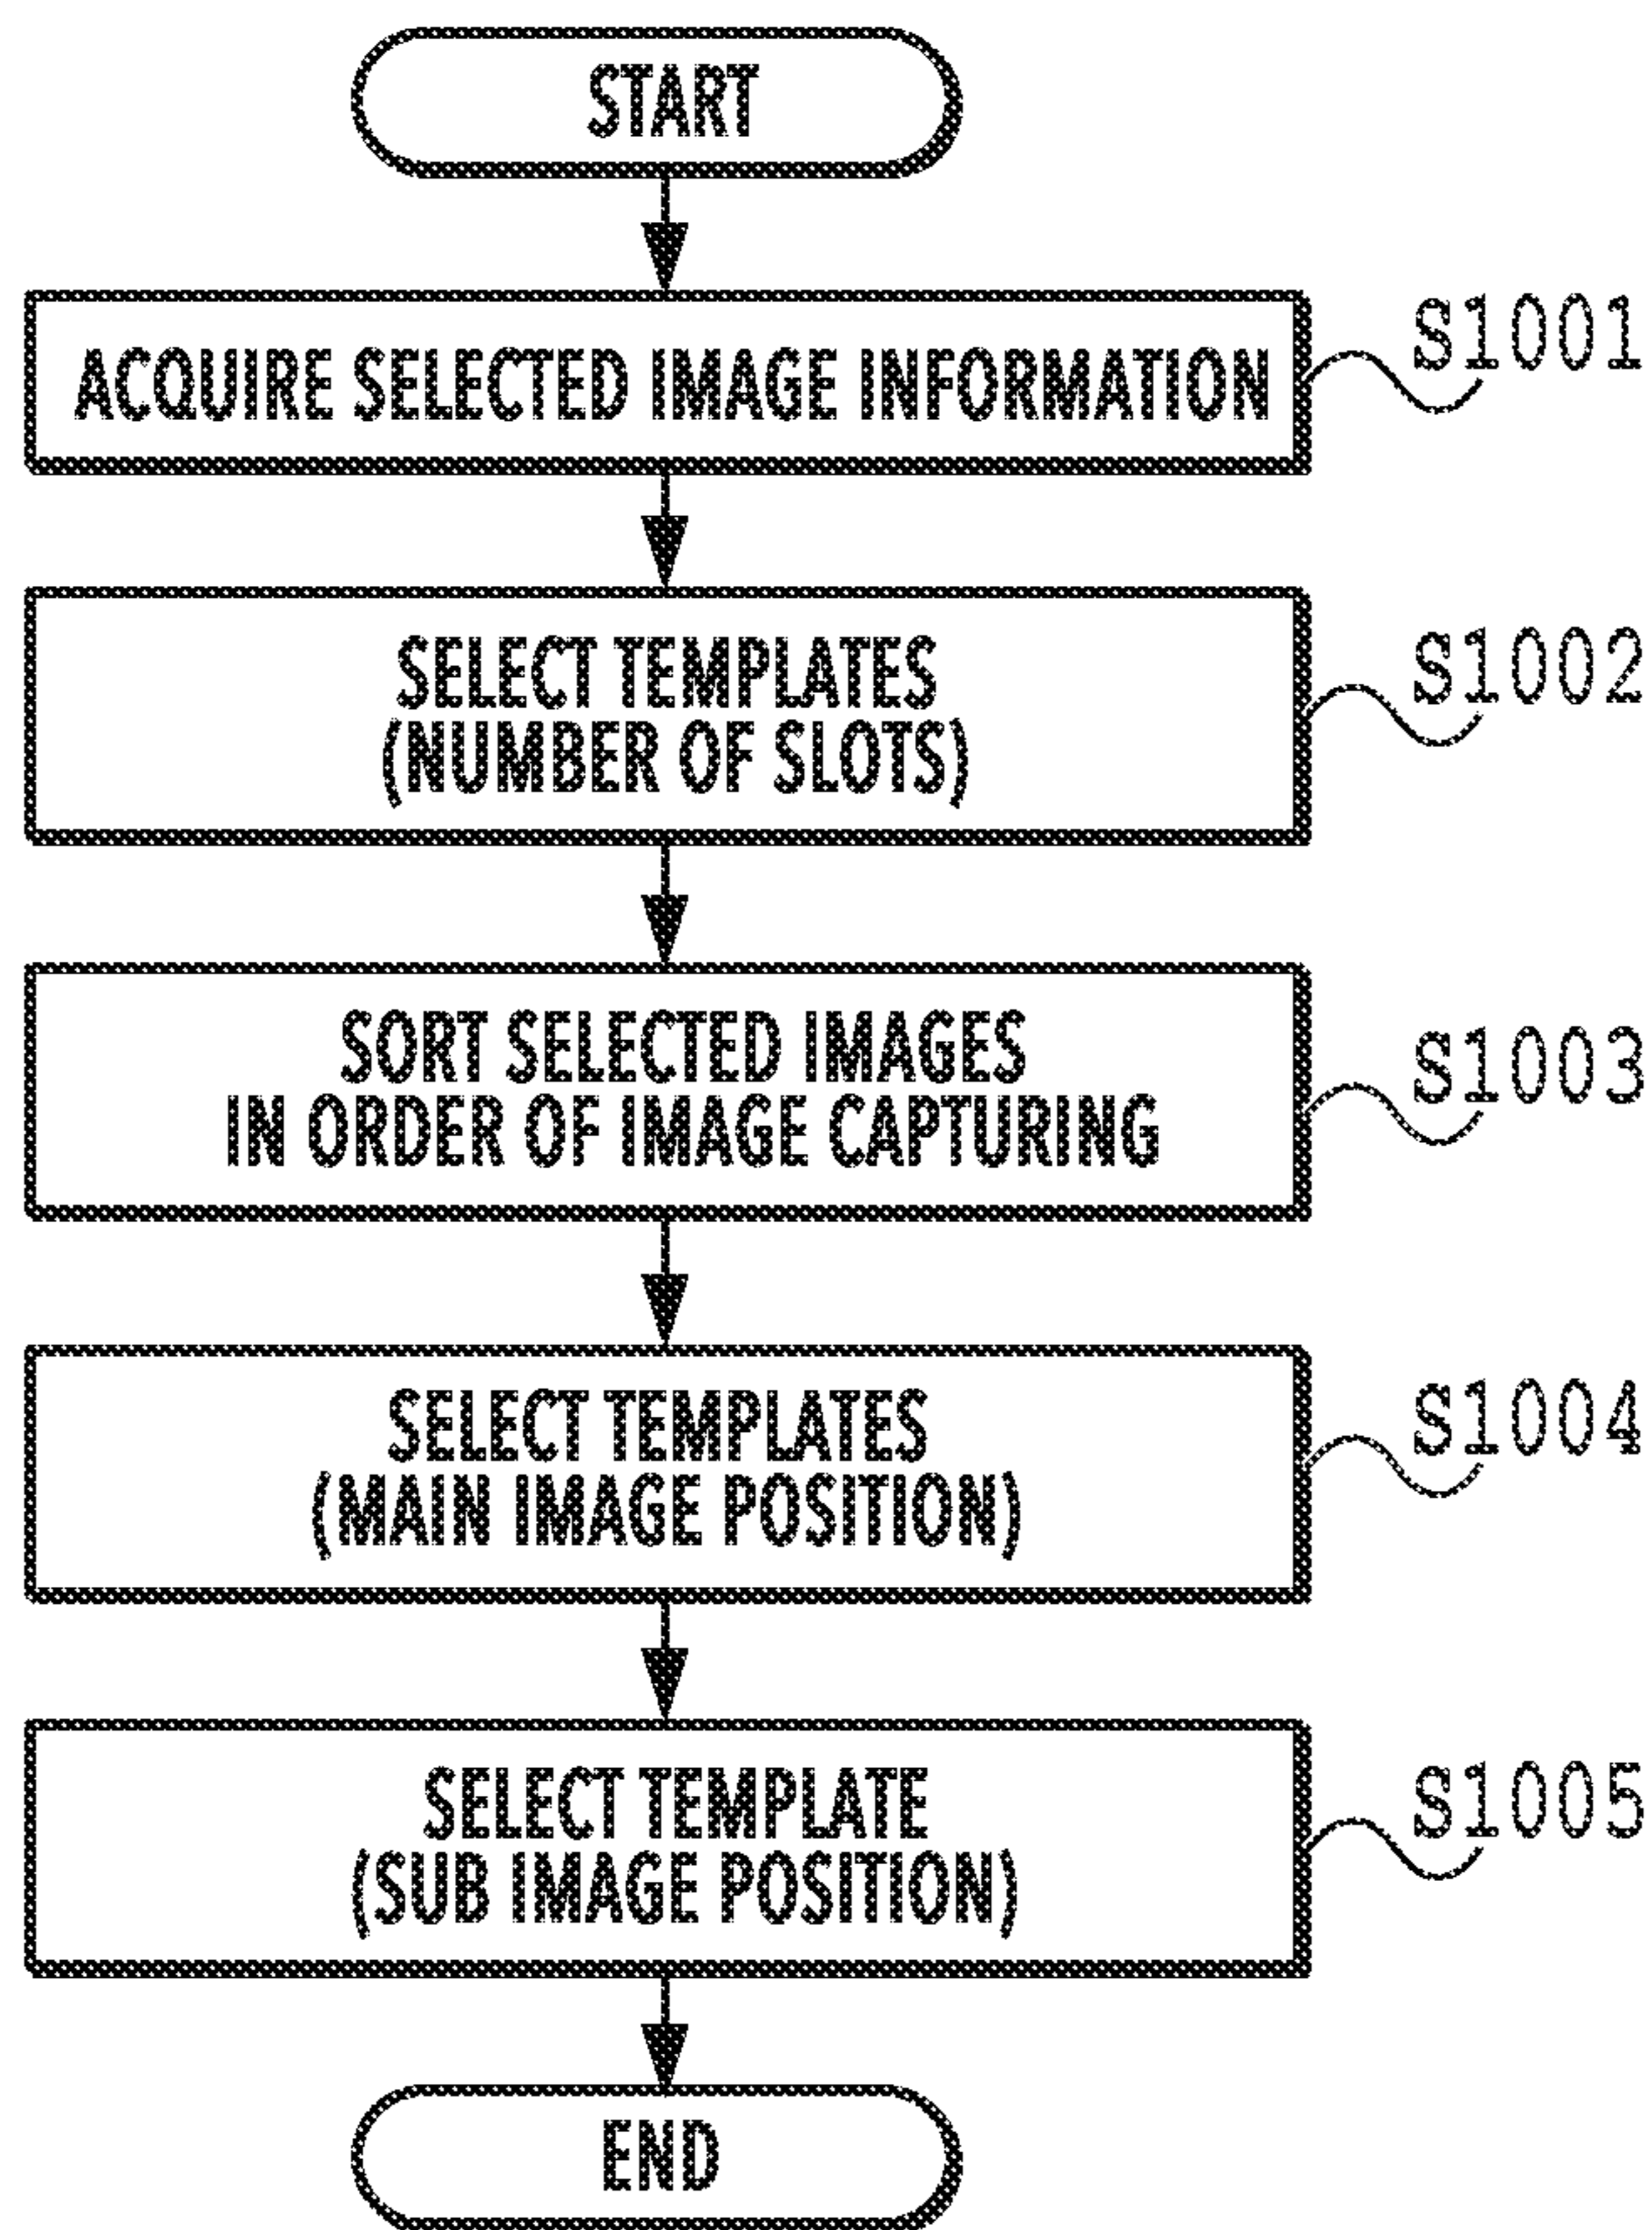 START
ACQUIRE SELECTED IMAGE INFORMATION
S1001
SELECT TEMPLATES
(NUMBER OF SLOTS)
S1002
SORT SELECTED IMAGES
IN ORDER OF IMAGE CAPTURING
S1003
SELECT TEMPLATES
(MAIN IMAGE POSITION)
S1004
SELECT TEMPLATE
(SUB IMAGE POSITION)
S1005
END